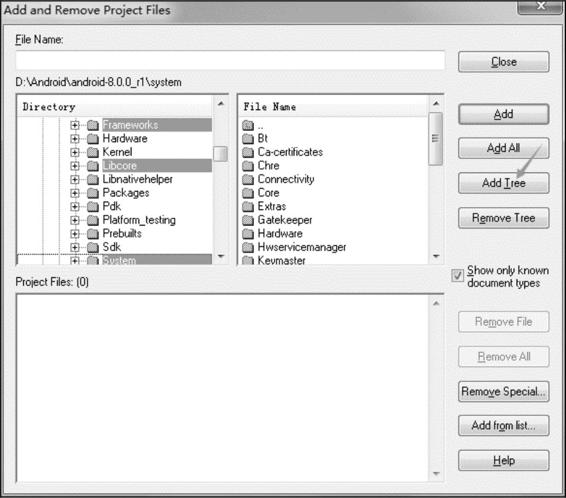 Add and Remove Project Files
File Name:
Close
D:\Android\android-8.0.0_r1\system
Directory
Frameworks
Hardware
Kernel
Libcore
Libnativehelper
Packages
Pdk
Platform_testing
Prebuilts
Sdk
System
File Name
..
Bt
Ca-certificates
Chre
Connectivity
Core
Extras
Gatekeeper
Hardware
Hwservicemanager
Keymaster
Add
Add All
Add Tree
Remove Tree
Show only known
document types
Project Files: (0)
Remove File
Remove All
Remove Special...
Add from list...
Help